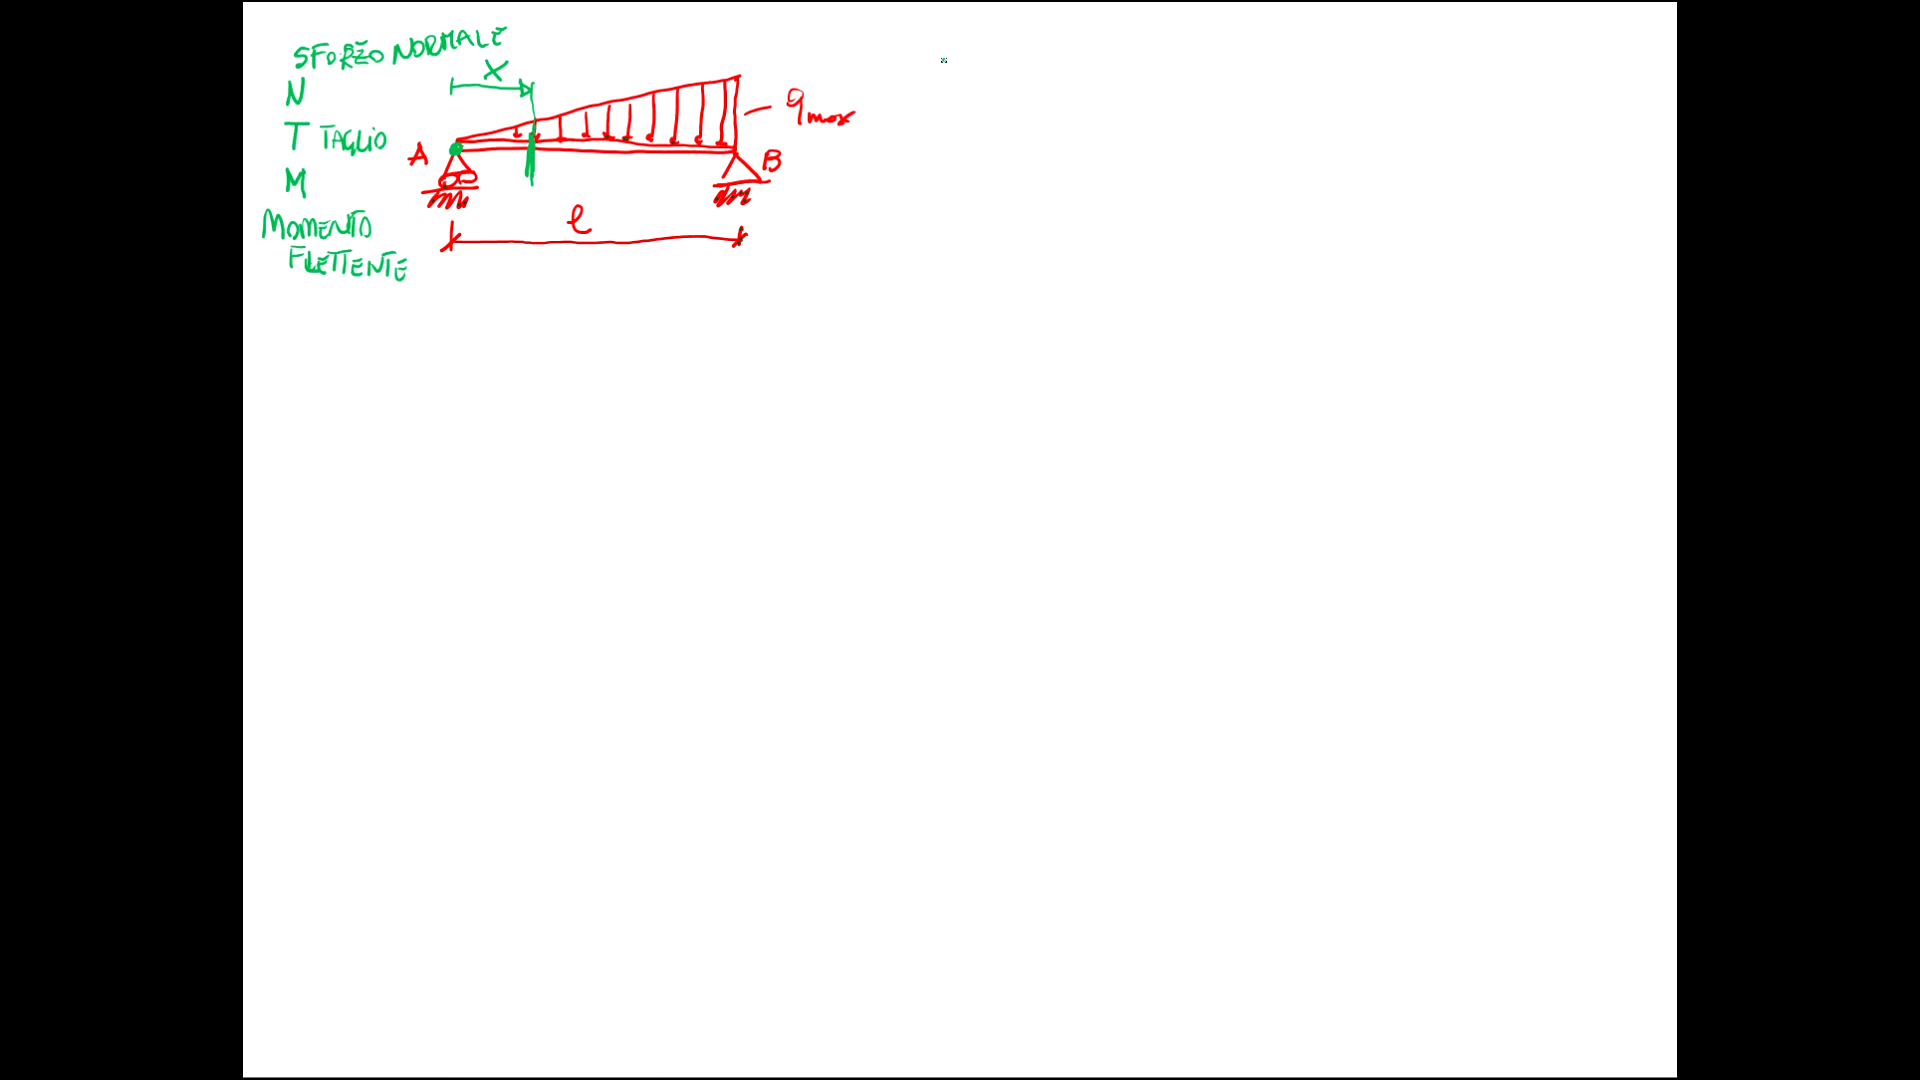 SFORZO NORMALE
N
X
T TAGLIO
qmax
A
B
M
MOMENTO
FLETTENTE
l